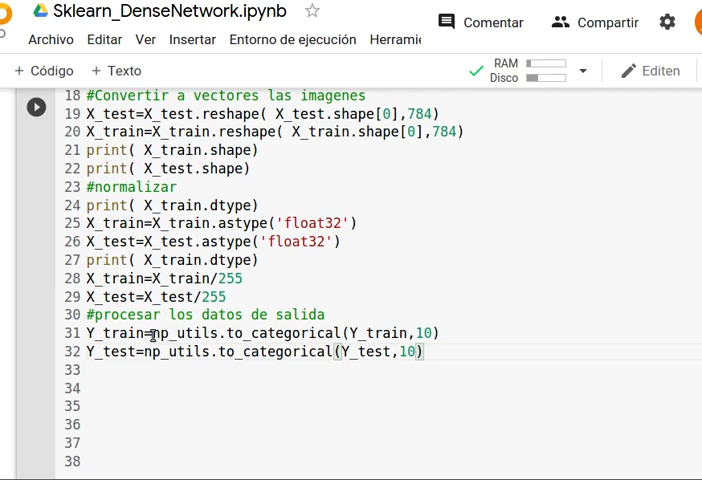 Sklearn_DenseNetwork.ipynb
Comentar
Compartir
Archivo Editar Ver Insertar Entorno de ejecución Herramie
+ Código + Texto
RAM
Disco
Editen
18 #Convertir a vectores las imagenes
19 X_test=X_test.reshape( X_test.shape[0],784)
20 X_train=X_train.reshape( X_train.shape[0],784)
21 print( X_train.shape)
22 print( X_test.shape)
23 #normalizar
24 print( X_train.dtype)
25 X_train=X_train.astype('float32')
26 X_test=X_test.astype('float32')
27 print( X_train.dtype)
28 X_train=X_train/255
29 X_test=X_test/255
30 #procesar los datos de salida
31 Y_train=np_utils.to_categorical(Y_train,10)
32 Y_test=np_utils.to_categorical(Y_test,10)
33
34
35
36
37
38